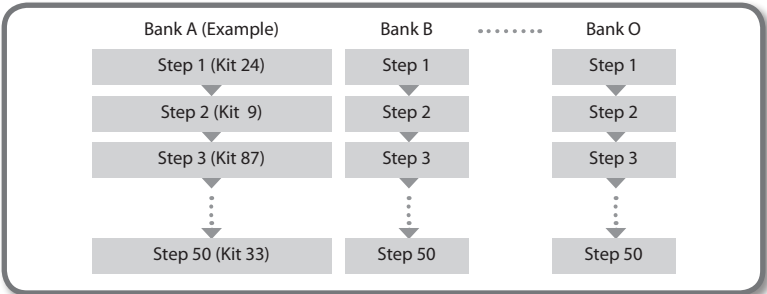 Bank A (Example) Bank B Bank O
Step 1 (Kit 24) Step 1 Step 1
Step 2 (Kit 9) Step 2 Step 2
Step 3 (Kit 87) Step 3 Step 3
Step 50 (Kit 33) Step 50 Step 50